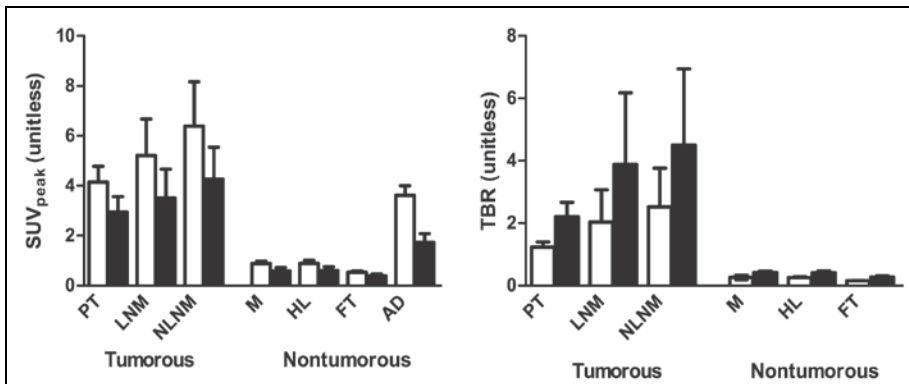 SUVpeak (unitless)
10
8
6
4
2
0
PT LNM NLNM M HL FT AD
Tumorous Nontumorous
TBR (unitless)
8
6
4
2
0
PT LNM NLNM M HL FT
Tumorous Nontumorous